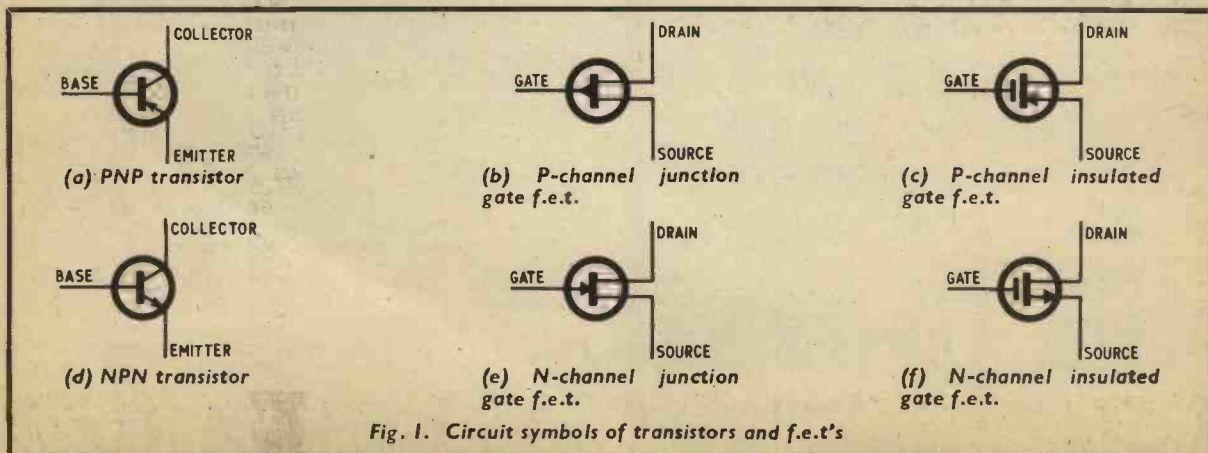 COLLECTOR
BASE
EMITTER
(a) PNP transistor
DRAIN
GATE
SOURCE
(b) P-channel junction
gate f.e.t.
DRAIN
GATE
SOURCE
(c) P-channel insulated
gate f.e.t.
COLLECTOR
BASE
EMITTER
(d) NPN transistor
DRAIN
GATE
SOURCE
(e) N-channel junction
gate f.e.t.
DRAIN
GATE
SOURCE
(f) N-channel insulated
gate f.e.t.
Fig. 1. Circuit symbols of transistors and f.e.t's